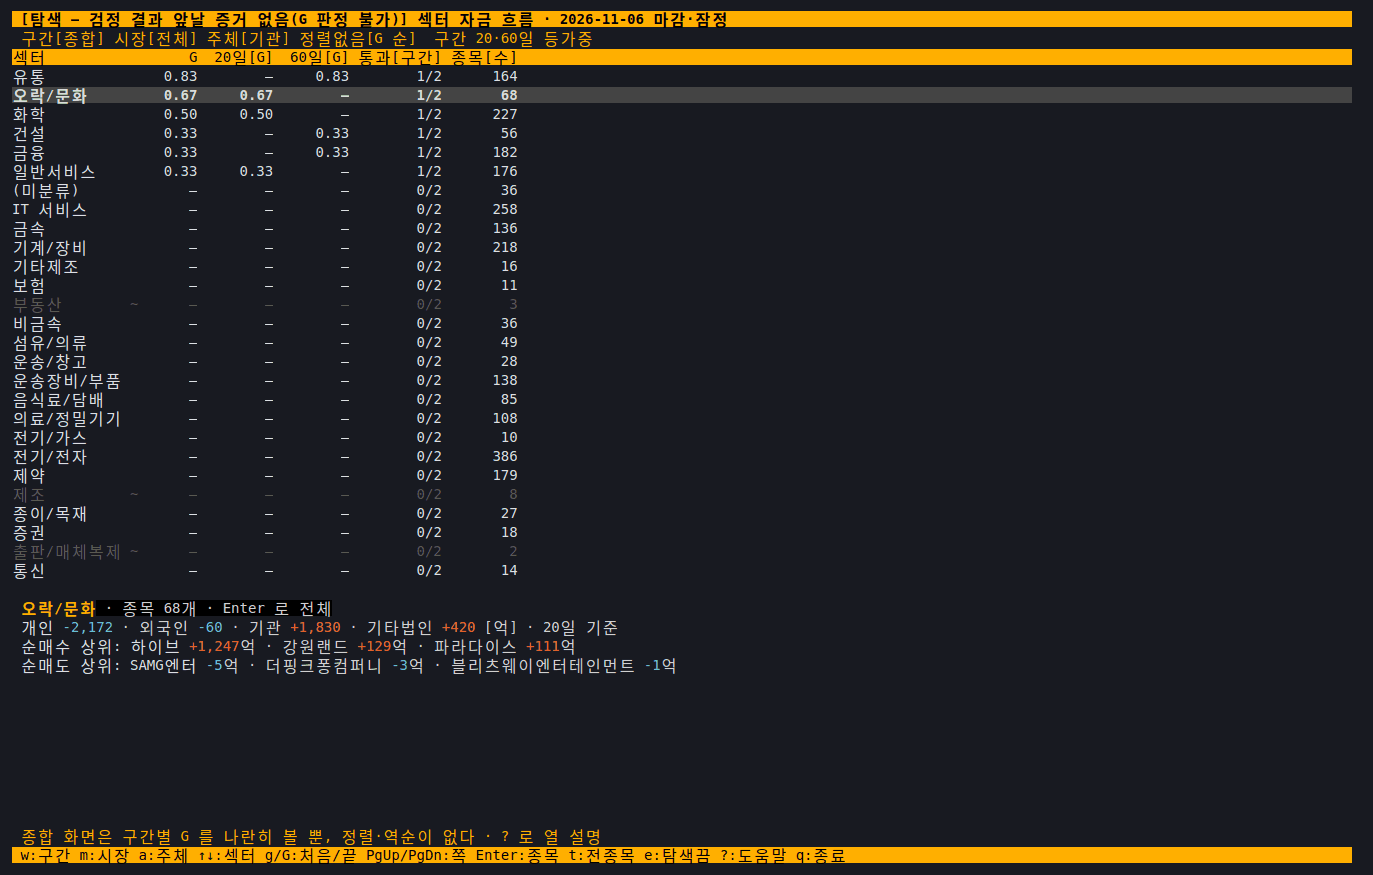 [탐색 – 검정 결과 앞날 증거 없음(G 판정 불가)] 섹터 자금 흐름 · 2026-11-06 마감·잠정
구간[종합] 시장[전체] 주체[기관] 정렬없음[G 순] 구간 20·60일 등가중
섹터 G 20일[G] 60일[G] 통과[구간] 종목[수]
유통 0.83 – 0.83 1/2 164
오락/문화 0.67 0.67 – 1/2 68
화학 0.50 0.50 – 1/2 227
건설 0.33 – 0.33 1/2 56
금융 0.33 – 0.33 1/2 182
일반서비스 0.33 0.33 – 1/2 176
(미분류) – – – 0/2 36
IT 서비스 – – – 0/2 258
금속 – – – 0/2 136
기계/장비 – – – 0/2 218
기타제조 – – – 0/2 16
보험 – – – 0/2 11
부동산 ~ – – – 0/2 3
비금속 – – – 0/2 36
섬유/의류 – – – 0/2 49
운송/창고 – – – 0/2 28
운송장비/부품 – – – 0/2 138
음식료/담배 – – – 0/2 85
의료/정밀기기 – – – 0/2 108
전기/가스 – – – 0/2 10
전기/전자 – – – 0/2 386
제약 – – – 0/2 179
제조 ~ – – – 0/2 8
종이/목재 – – – 0/2 27
증권 – – – 0/2 18
출판/매체복제 ~ – – – 0/2 2
통신 – – – 0/2 14
오락/문화 · 종목 68개 · Enter 로 전체
개인 -2,172 · 외국인 -60 · 기관 +1,830 · 기타법인 +420 [억] · 20일 기준
순매수 상위: 하이브 +1,247억 · 강원랜드 +129억 · 파라다이스 +111억
순매도 상위: SAMG엔터 -5억 · 더핑크퐁컴퍼니 -3억 · 블리츠웨이엔터테인먼트 -1억
종합 화면은 구간별 G 를 나란히 볼 뿐, 정렬·역순이 없다 · ? 로 열 설명
w:구간 m:시장 a:주체 ↑↓:섹터 g/G:처음/끝 PgUp/PgDn:쪽 Enter:종목 t:전종목 e:탐색끔 ?:도움말 q:종료